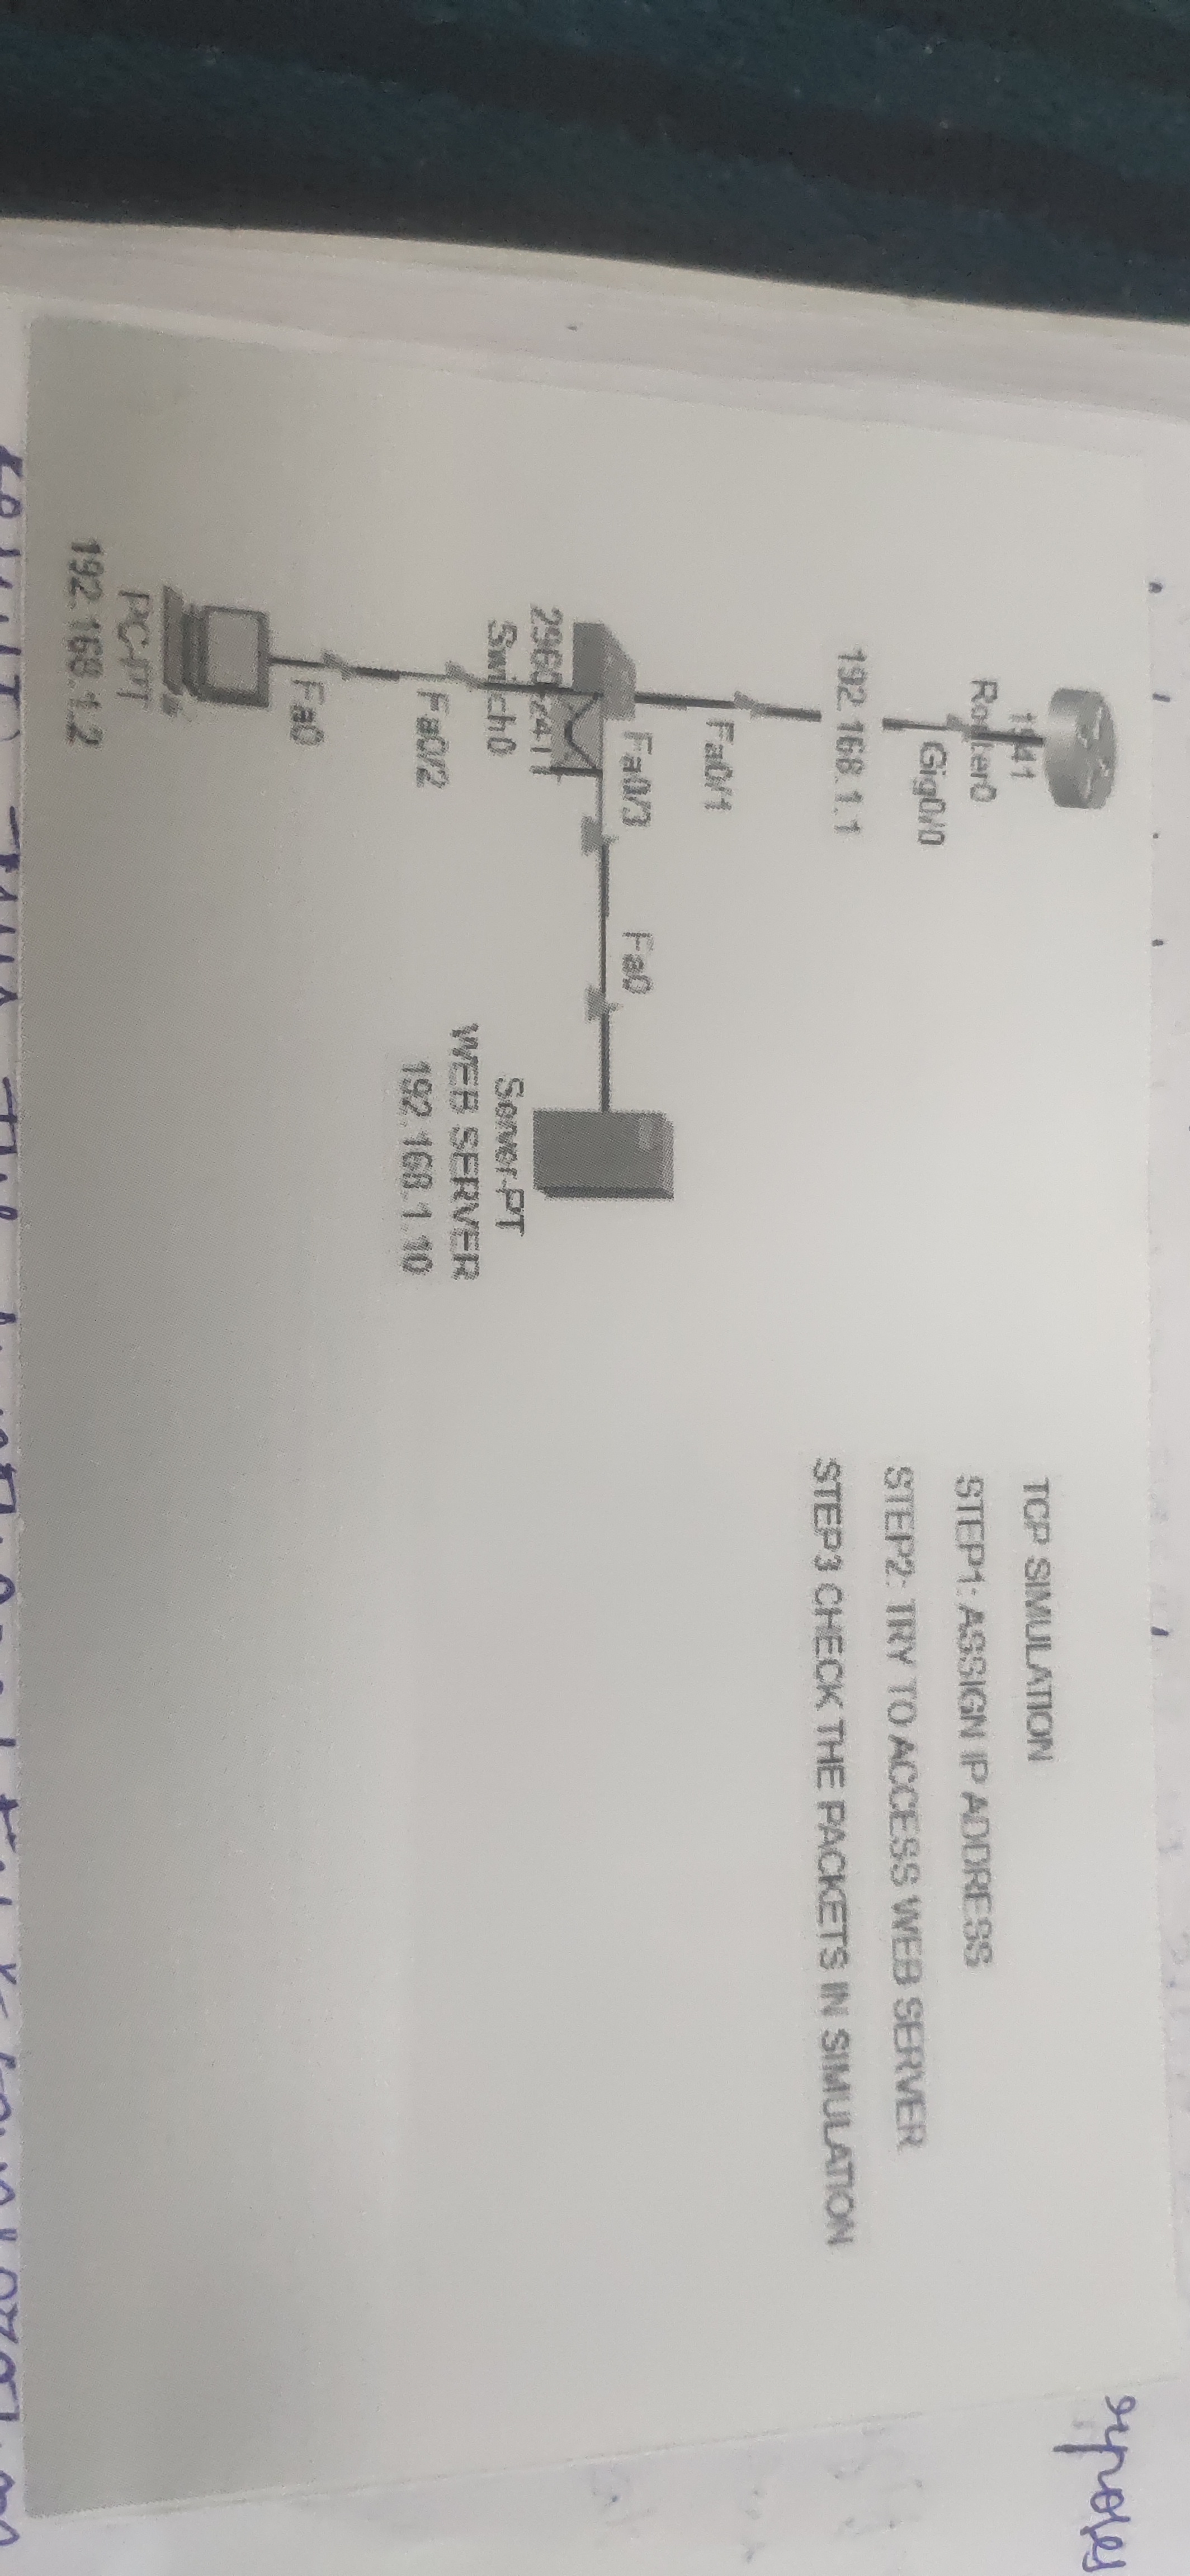 TCP SIMULATION
STEP1: ASSIGN IP ADDRESS
STEP2: TRY TO ACCESS WEB SERVER
STEP3 CHECK THE PACKETS IN SIMULATION
1941
Router0
Gig0/0
192.168.1.1
Fa0/1
Fa0/3
Fa0
2960-24TT
Switch0
Fa0/2
Server-PT
WEB SERVER
192.168.1.10
Fa0
PC-PT
192.168.1.2